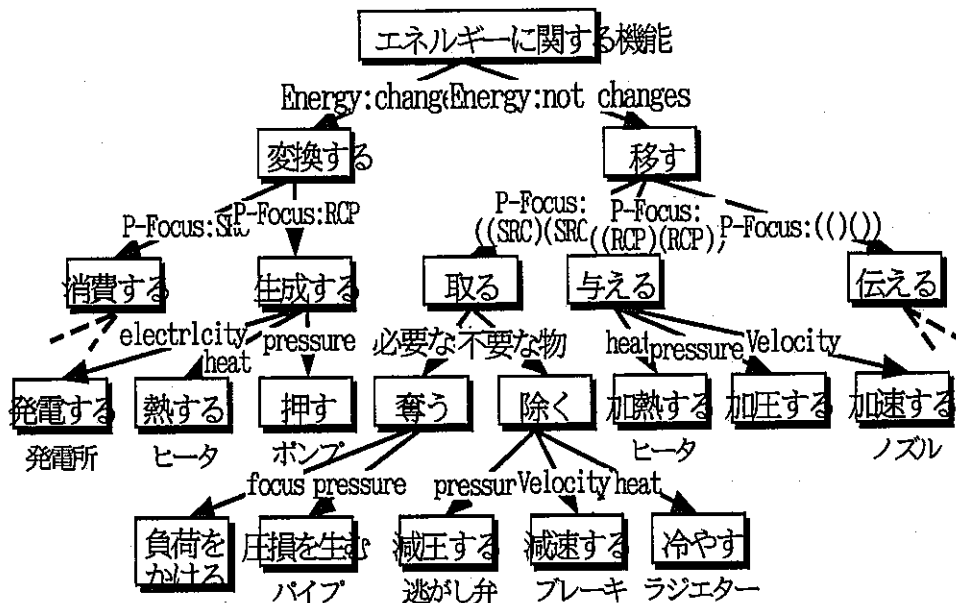 エネルギーに関する機能
Energy:change
Energy:not changes
変換する
移す
P-Focus:SRC
P-Focus:RCP
P-Focus:
((SRC)(SRC
P-Focus:
((RCP)(RCP),
P-Focus:(()())
消費する
生成する
取る
与える
伝える
electrlcity
heat
pressure
必要な
不要な物
heat
pressure
Velocity
発電する
熱する
押す
奪う
除く
加熱する
加圧する
加速する
発電所
ヒータ
ポンプ
ヒータ
ノズル
focus
pressure
pressur
Velocity
heat
負荷を
かける
圧損を生む
減圧する
減速する
冷やす
パイプ
逃がし弁
ブレーキ
ラジエター